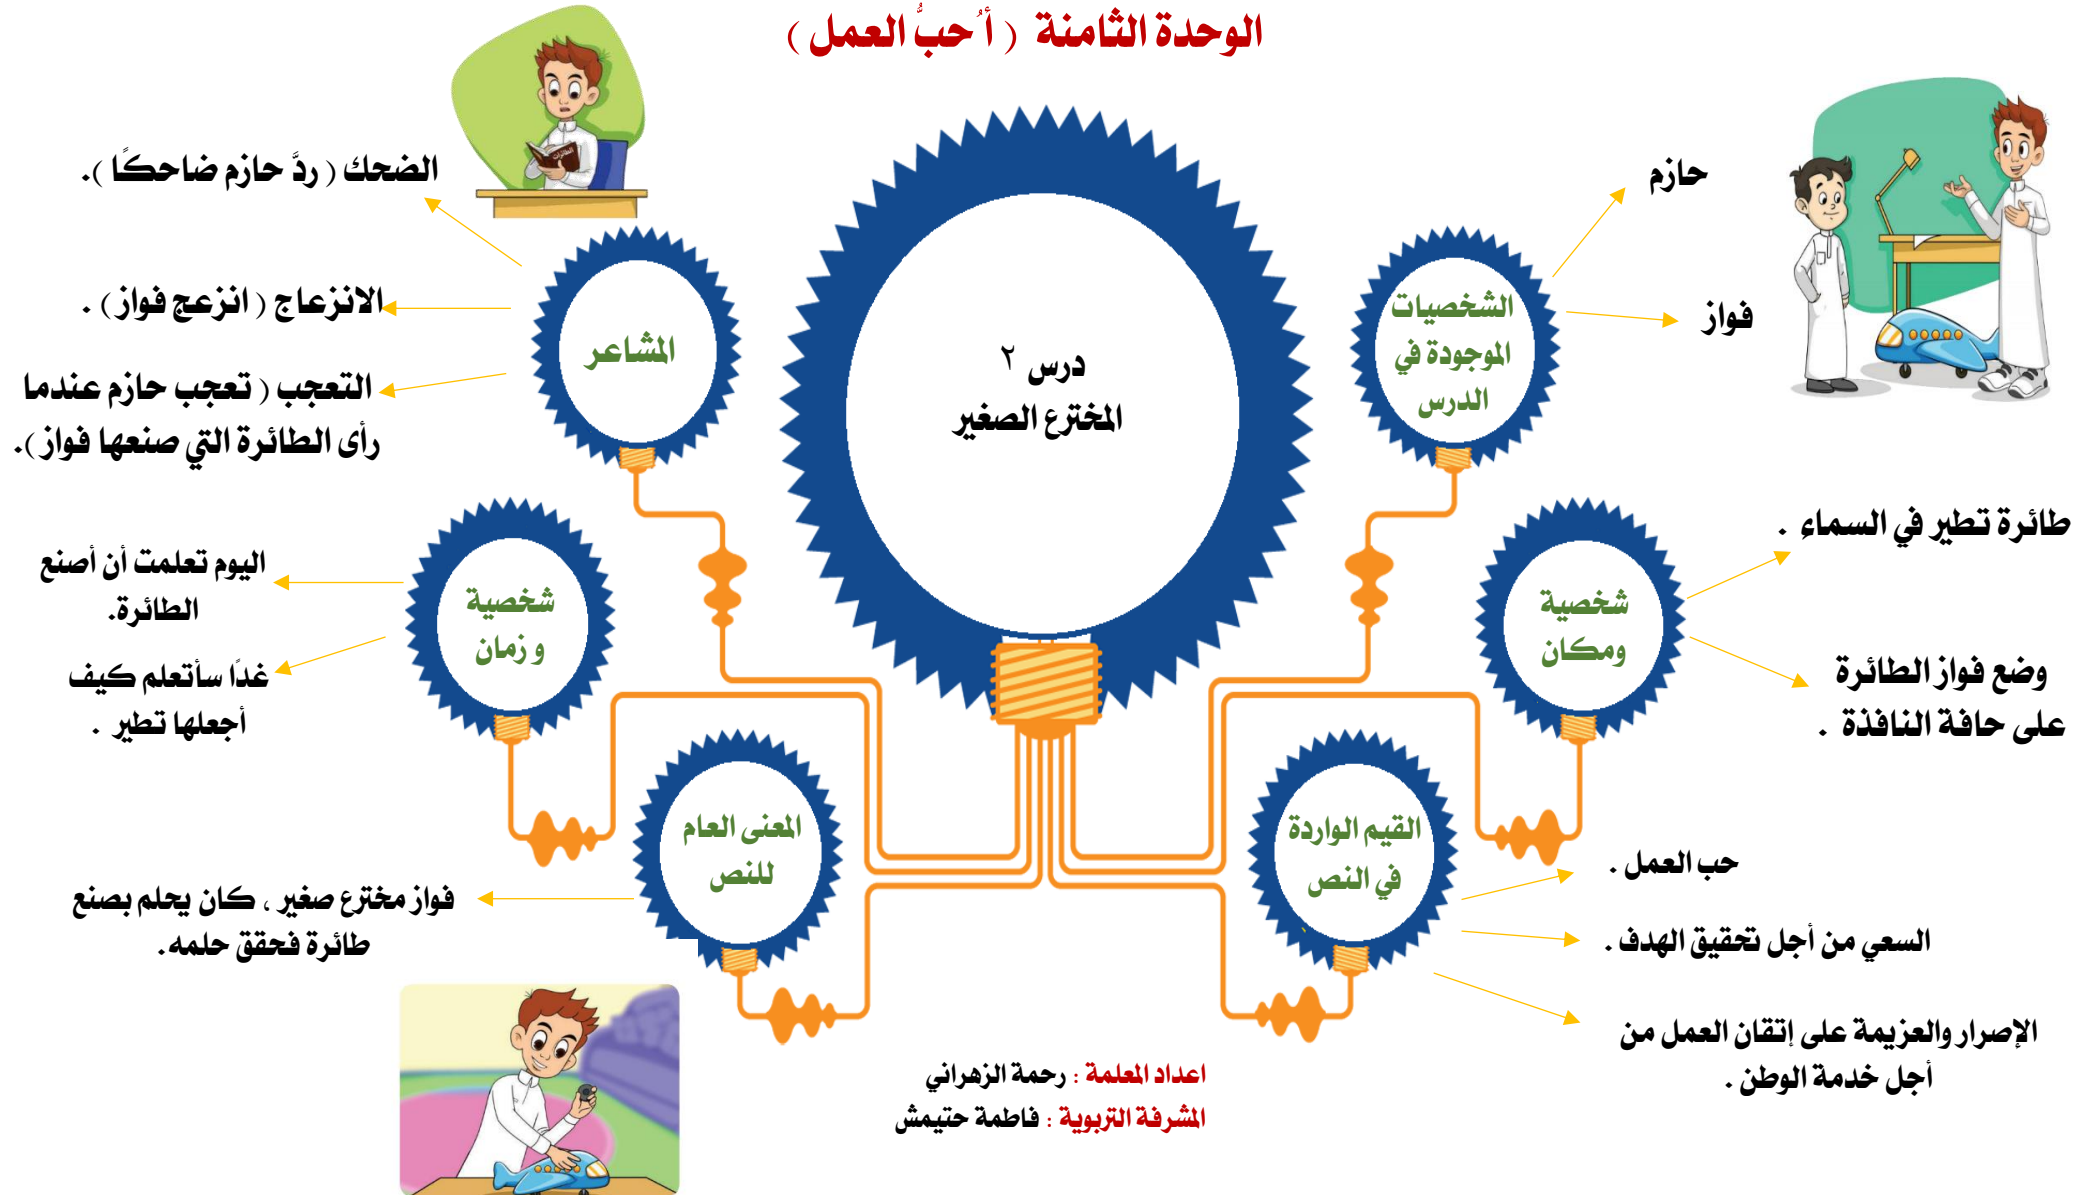 الوحدة الثامنة ( أُحبُّ العمل )
درس ٢
المخترع الصغير
الشخصيات
الموجودة في
الدرس
حازم
فواز
شخصية
ومكان
طائرة تطير في السماء .
وضع فواز الطائرة
على حافة النافذة .
القيم الواردة
في النص
حب العمل .
السعي من أجل تحقيق الهدف .
الإصرار والعزيمة على إتقان العمل من
أجل خدمة الوطن .
المشاعر
الضحك ( ردَّ حازم ضاحكًا ).
الانزعاج ( انزعج فواز ) .
التعجب ( تعجب حازم عندما
رأى الطائرة التي صنعها فواز ).
شخصية
و زمان
اليوم تعلمت أن أصنع
الطائرة.
غدًا سأتعلم كيف
أجعلها تطير .
المعنى العام
للنص
فواز مخترع صغير ، كان يحلم بصنع
طائرة فحقق حلمه.
اعداد المعلمة : رحمة الزهراني
المشرفة التربوية : فاطمة حتيمش